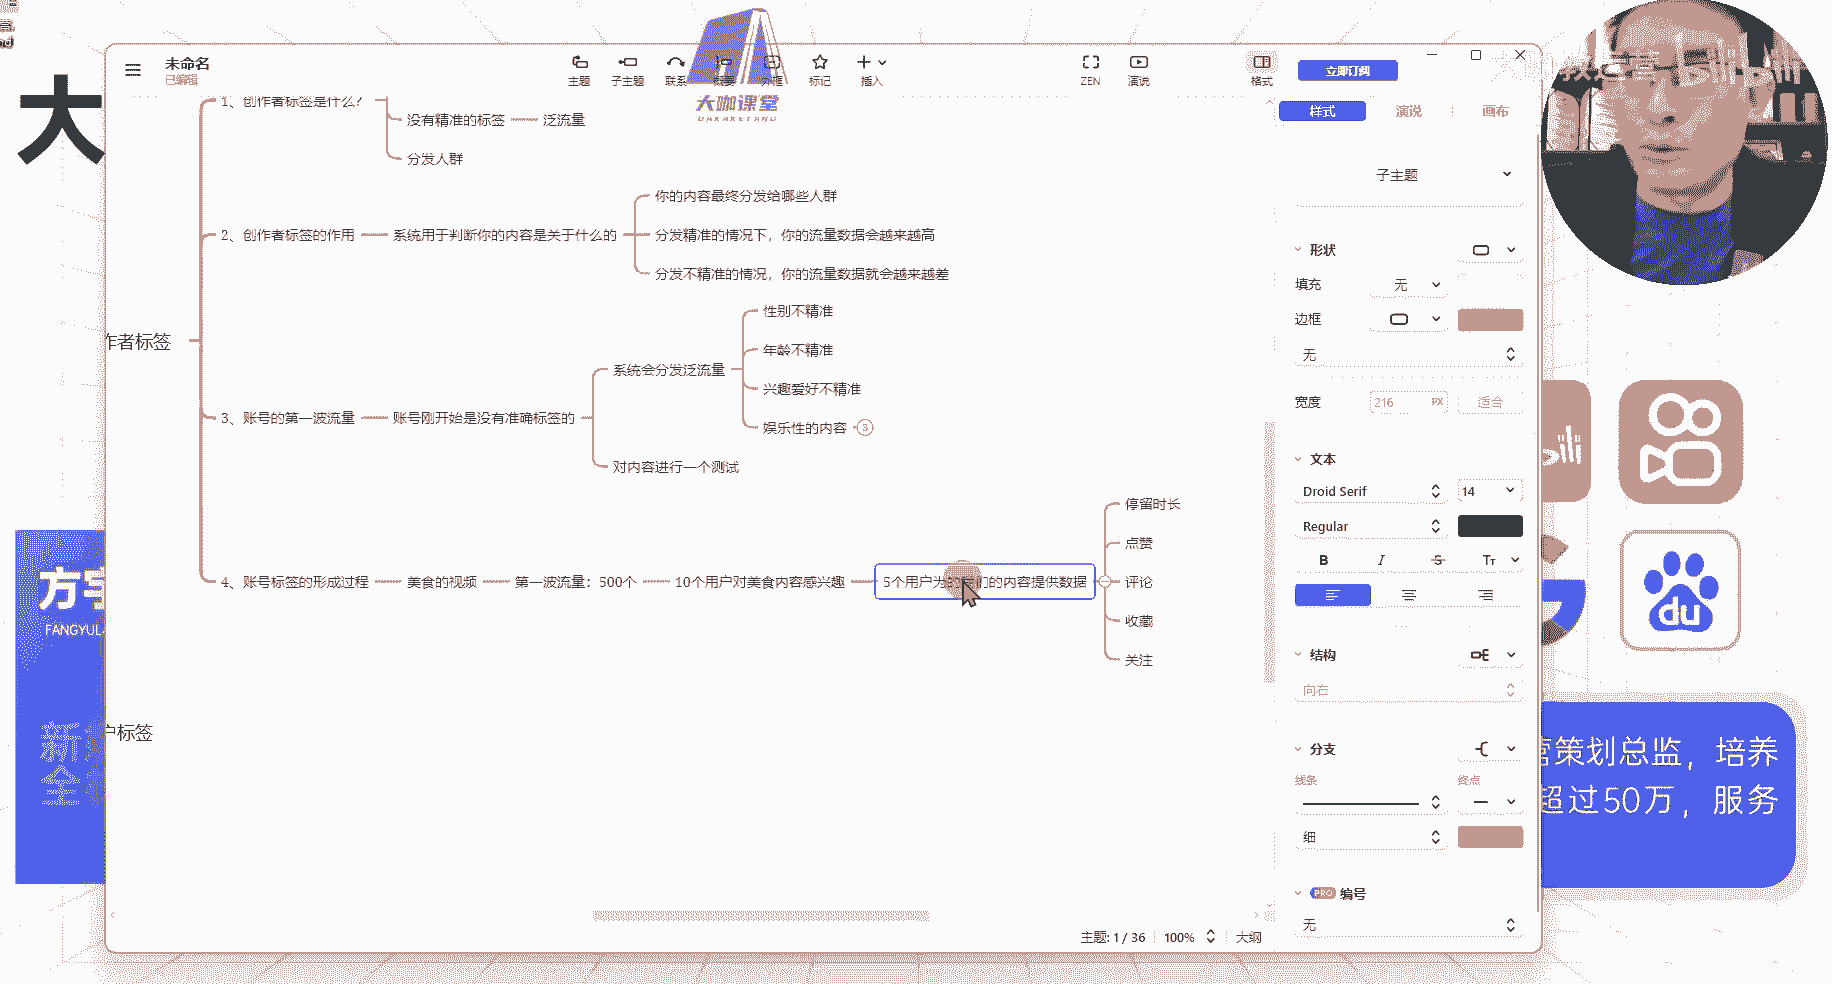 未命名
已编辑
主题
子主题
联系
概要
外框
标记
插入
ZEN
演说
格式
立即订阅
大咖课堂
DAKAKETANG
大
1、创作者标签是什么?
没有精准的标签
泛流量
分发人群
2、创作者标签的作用
系统用于判断你的内容是关于什么的
你的内容最终分发给哪些人群
分发精准的情况下，你的流量数据会越来越高
分发不精准的情况，你的流量数据就会越来越差
作者标签
3、账号的第一波流量
账号刚开始是没有准确标签的
系统会分发泛流量
性别不精准
年龄不精准
兴趣爱好不精准
娱乐性的内容
3
对内容进行一个测试
4、账号标签的形成过程
美食的视频
第一波流量：500个
10个用户对美食内容感兴趣
5个用户为的我们的内容提供数据
停留时长
点赞
评论
收藏
关注
户标签
样式
演说
画布
子主题
形状
填充
无
边框
无
宽度
216
PX
适合
文本
Droid Serif
14
Regular
B
I
S
Tт
结构
向右
分支
线条
终点
细
PRO
编号
无
主题: 1 / 36
100%
大纲
方
FANGYUL
新
全
营策划总监，培养
超过50万，服务
du
bilibili